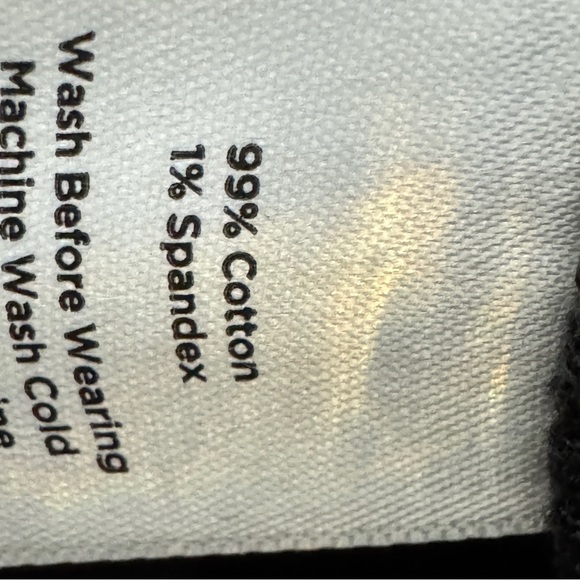 99% Cotton
1% Spandex
Wash Before Wearing
Machine Wash Cold